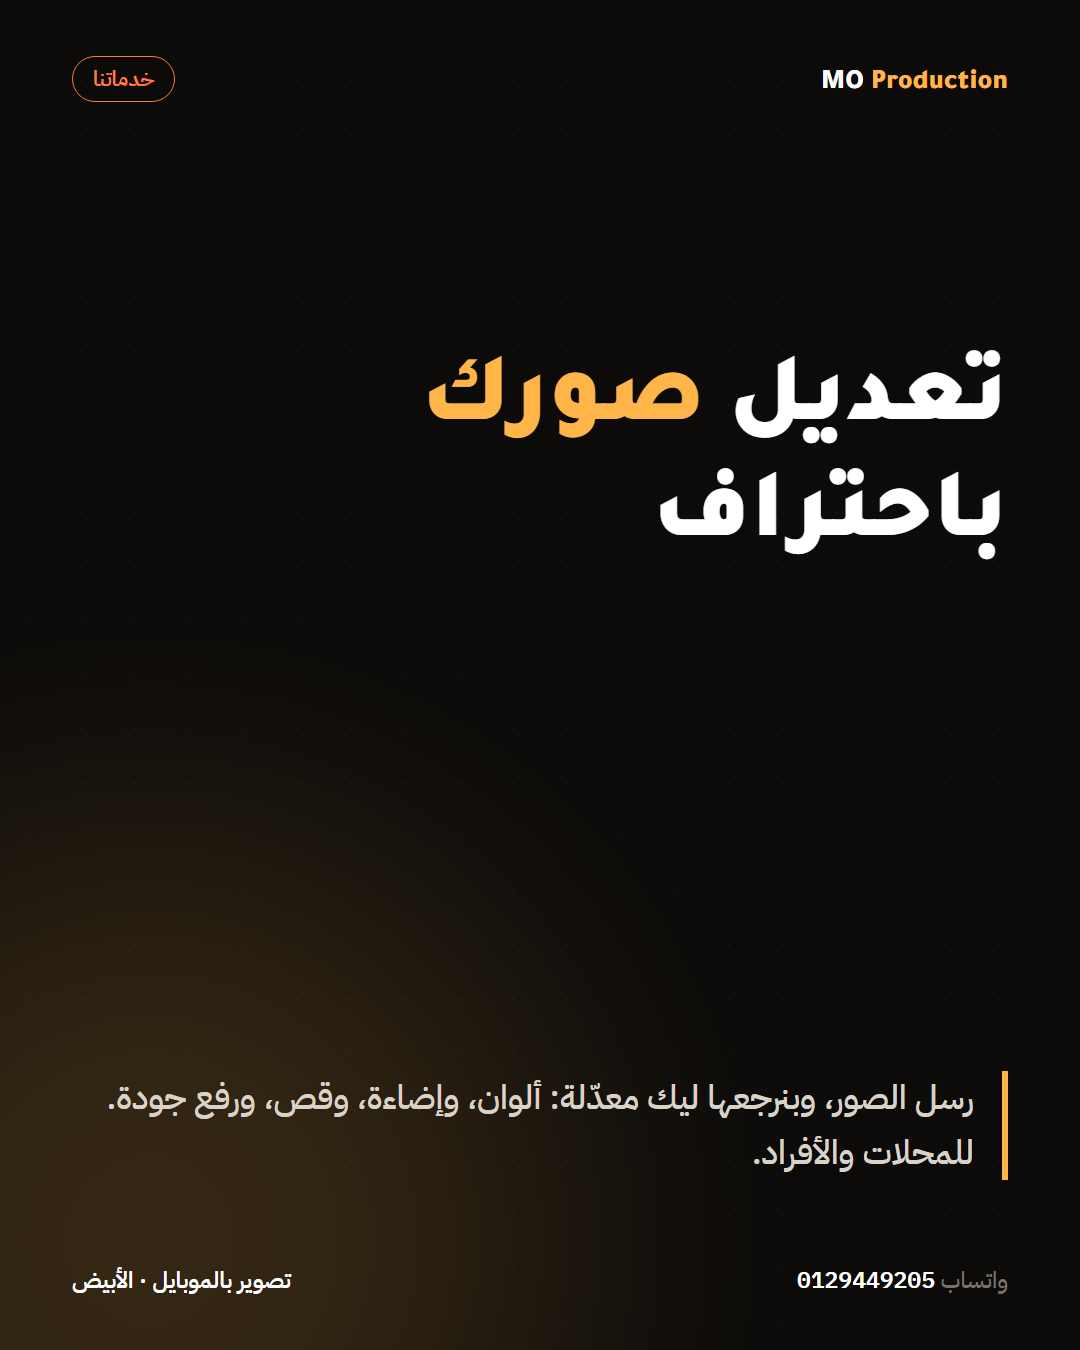 MO Production
خدماتنا
تعديل صورك
باحتراف
رسل الصور، وبنرجعها ليك معدّلة: ألوان، وإضاءة، وقص، ورفع جودة.
للمحلات والأفراد.
واتساب 0129449205
تصوير بالموبايل · الأبيض